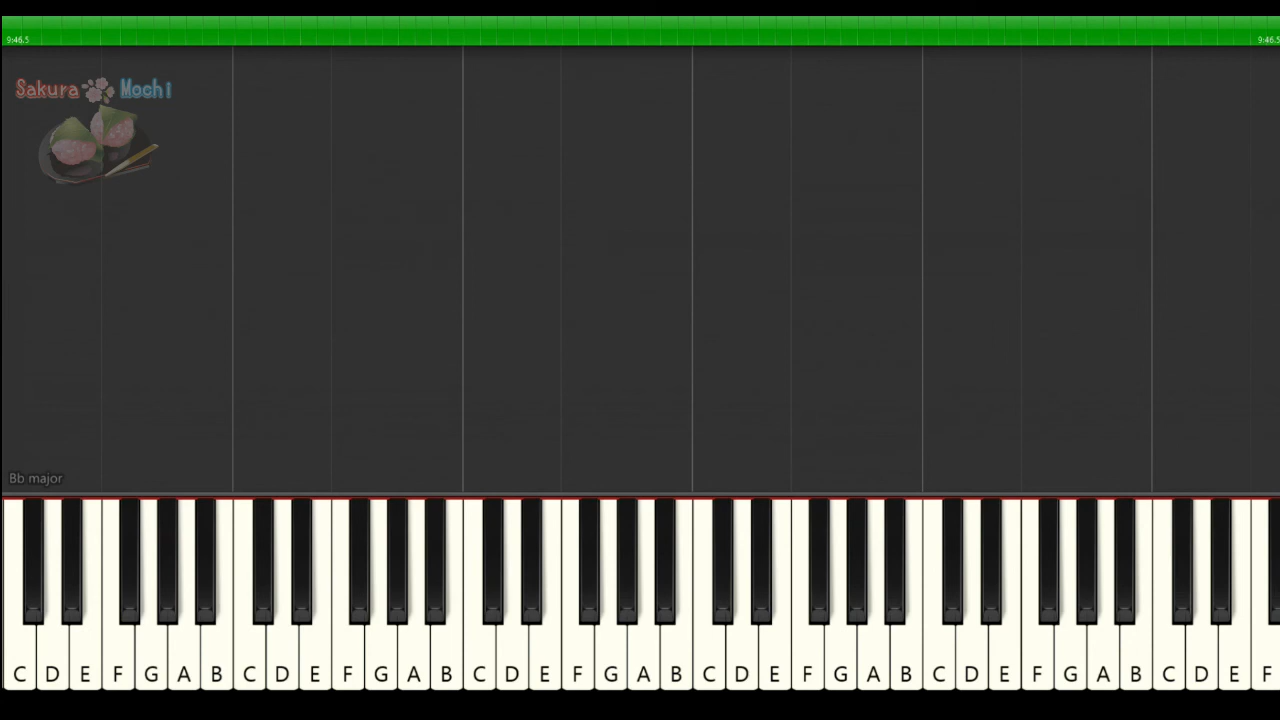 9:46.5 9:46.5
Sakura Mochi
Bb major
C D E F G A B C D E F G A B C D E F G A B C D E F G A B C D E F G A B C D E F